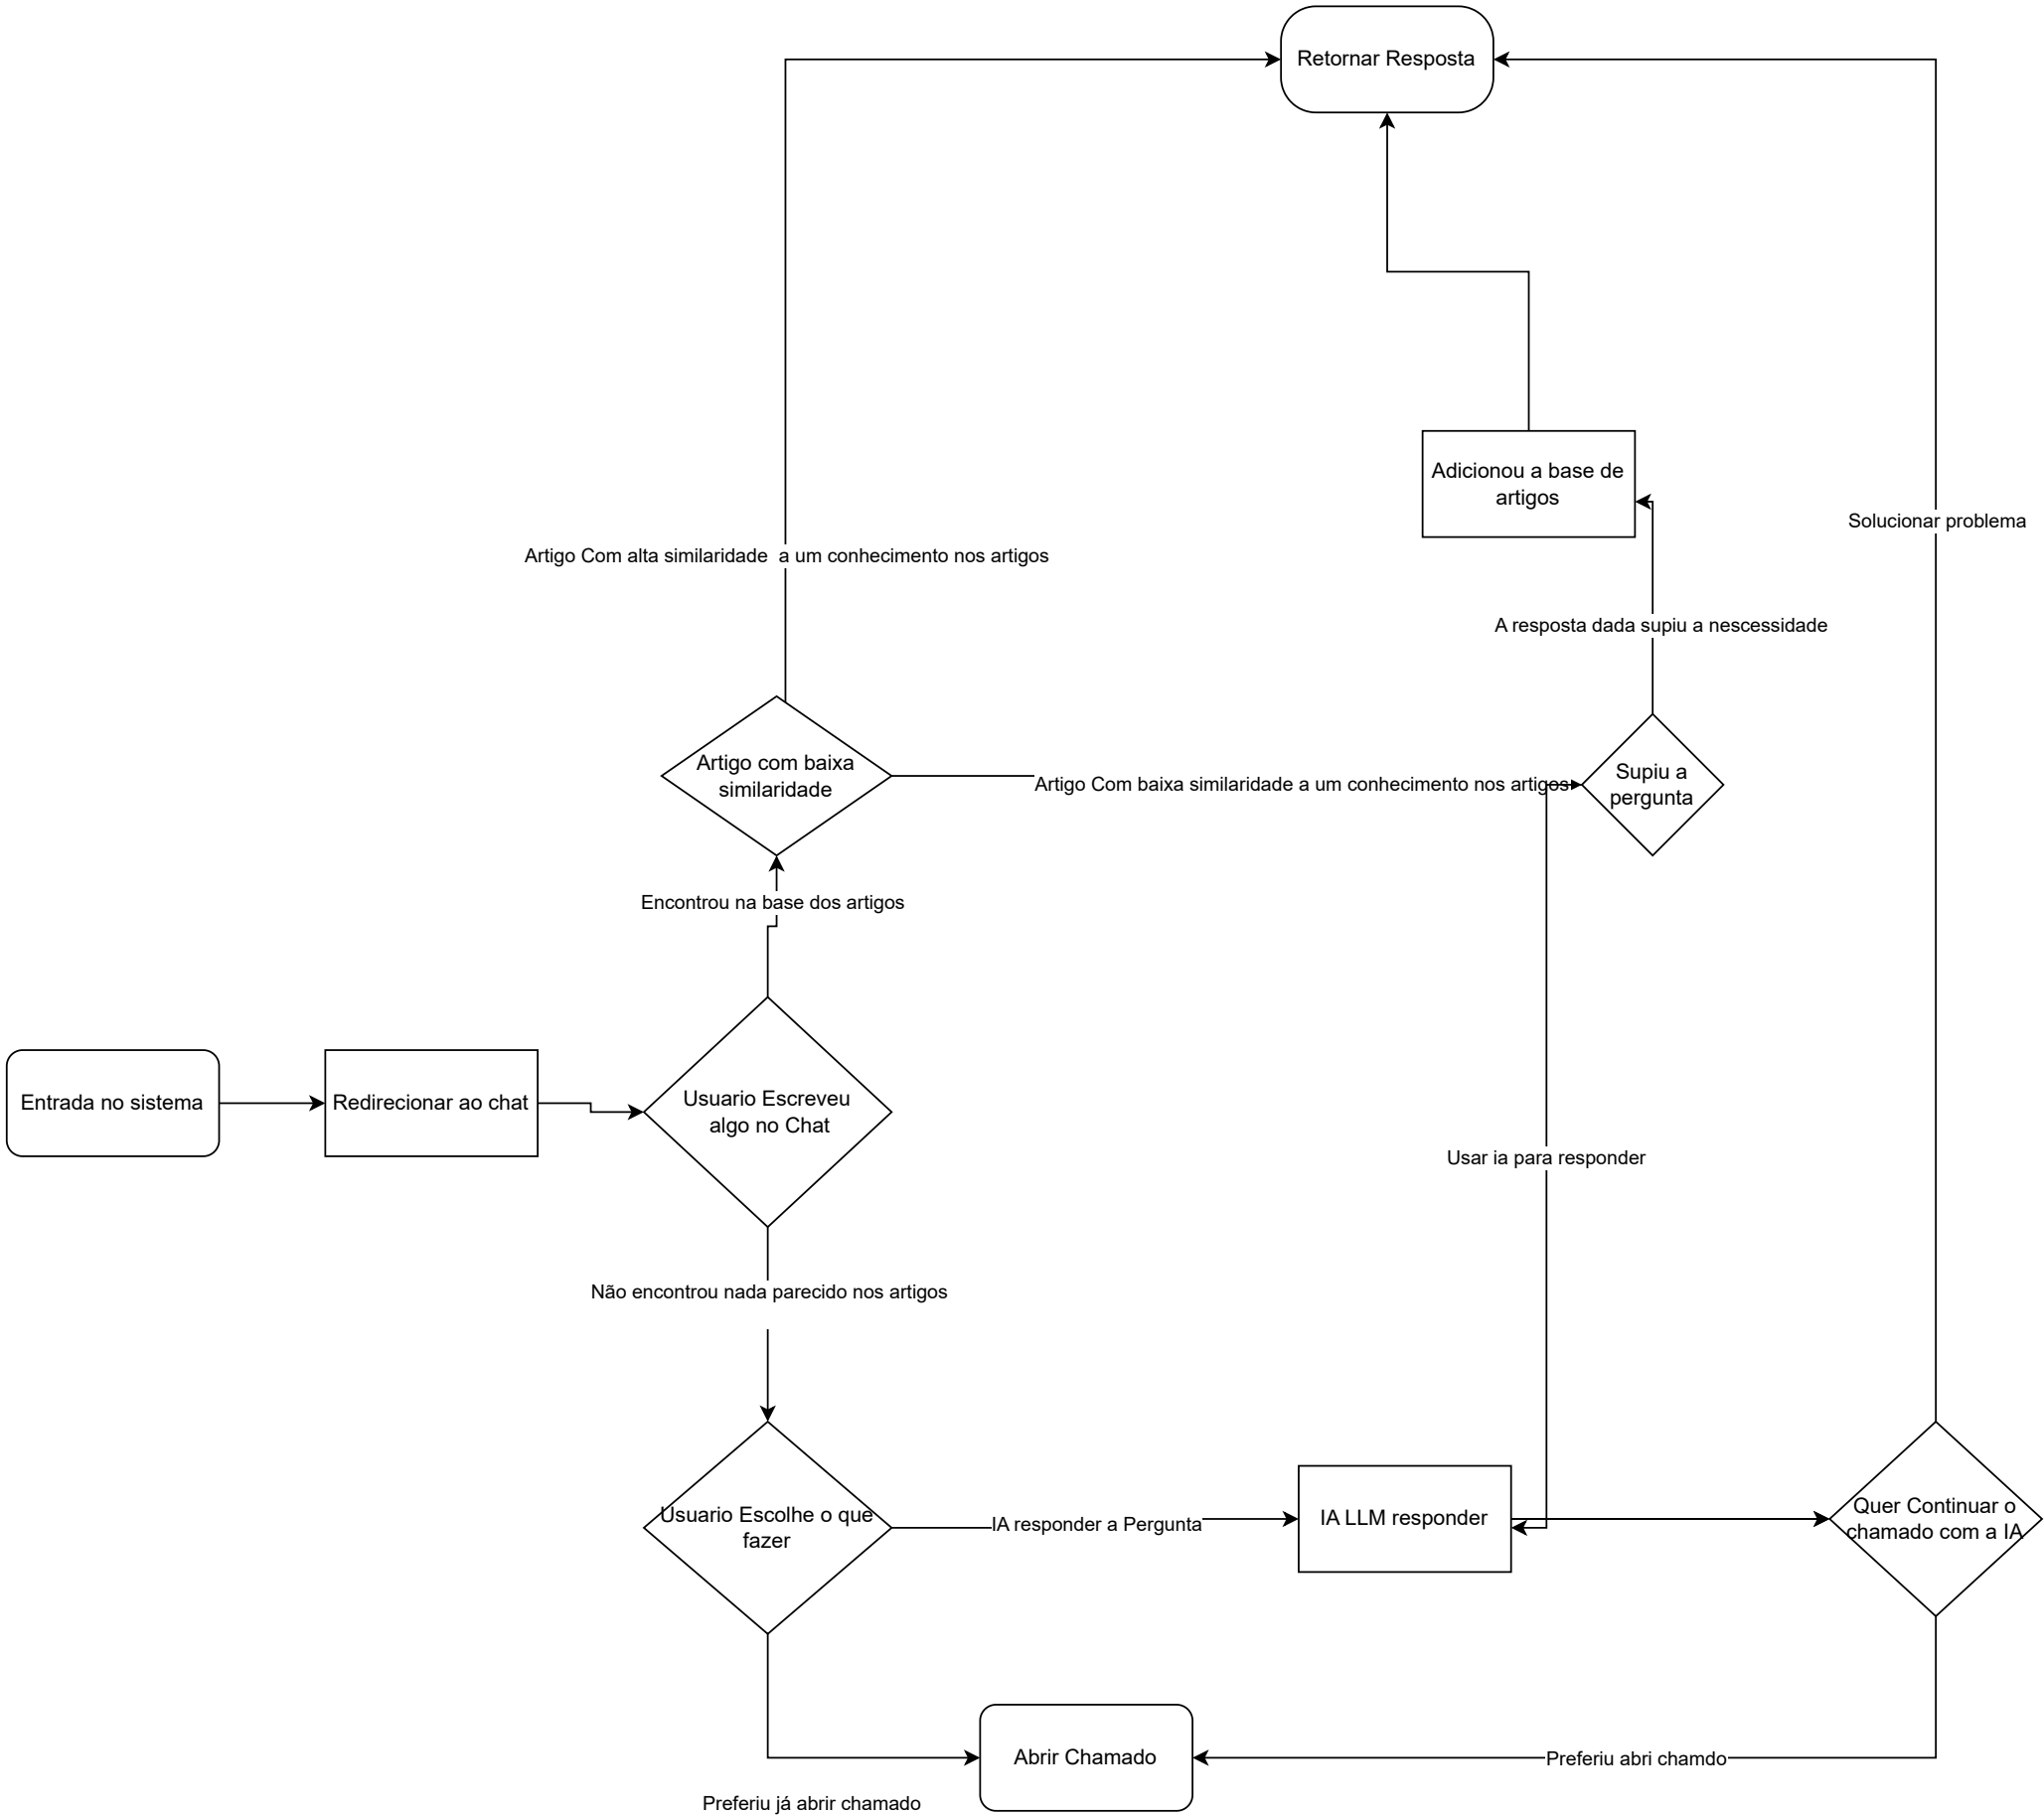 Retornar Resposta
Adicionou a base de
artigos
Solucionar problema
Artigo Com alta similaridade  a um conhecimento nos artigos
A resposta dada supiu a nescessidade
Artigo com baixa
similaridade
Artigo Com baixa similaridade a um conhecimento nos artigos
Supiu a
pergunta
Encontrou na base dos artigos
Entrada no sistema
Redirecionar ao chat
Usuario Escreveu
algo no Chat
Usar ia para responder
Não encontrou nada parecido nos artigos
Usuario Escolhe o que
fazer
IA responder a Pergunta
IA LLM responder
Quer Continuar o
chamado com a IA
Abrir Chamado
Preferiu abri chamdo
Preferiu já abrir chamado